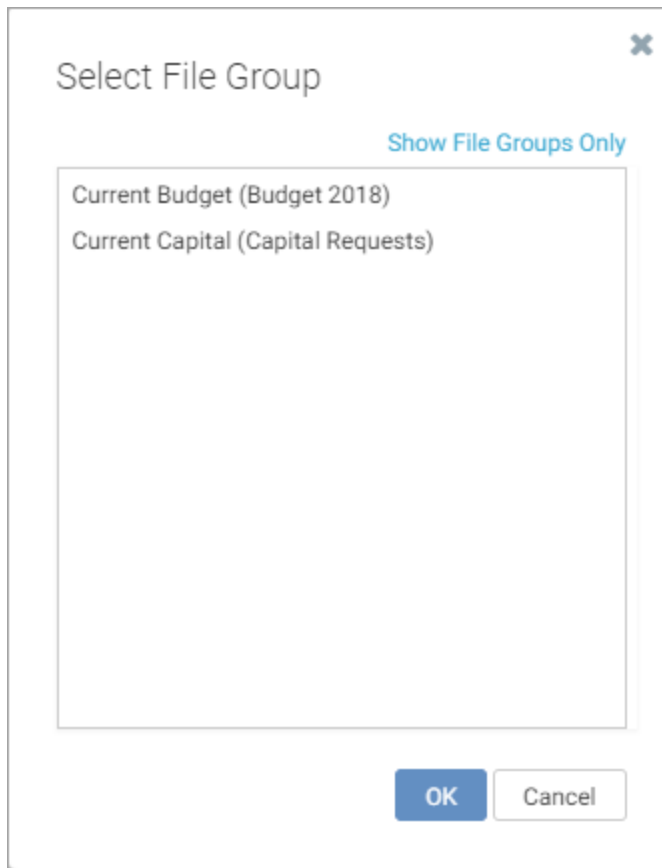 Select File Group
Show File Groups Only
Current Budget (Budget 2018)
Current Capital (Capital Requests)
OK
Cancel